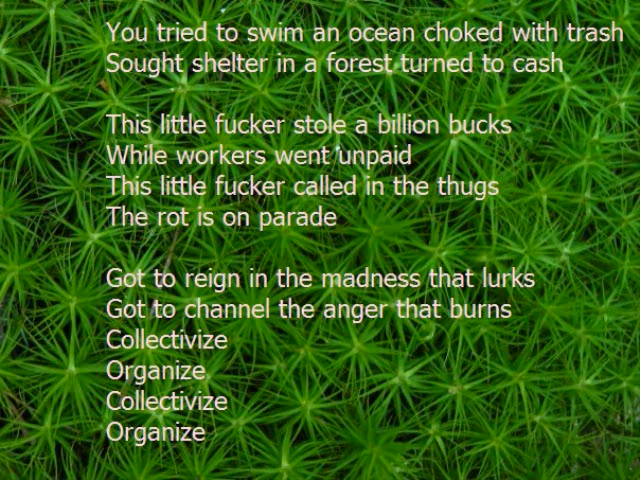 You tried to swim an ocean choked with trash
Sought shelter in a forest turned to cash
This little fucker stole a billion bucks
While workers went unpaid
This little fucker called in the thugs
The rot is on parade
Got to reign in the madness that lurks
Got to channel the anger that burns
Collectivize
Organize
Collectivize
Organize